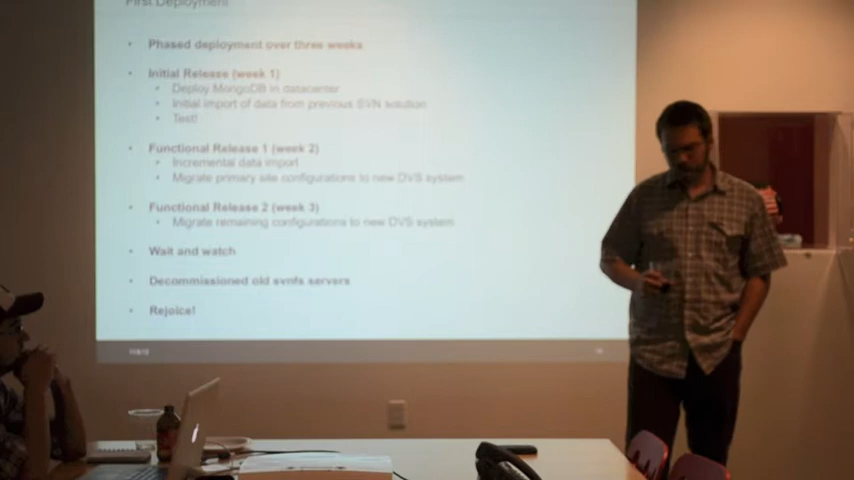 First Deployment
• Phased deployment over three weeks
• Initial Release (week 1)
• Deploy MongoDB in datacenter
• Initial import of data from previous SVN solution
• Test!
• Functional Release 1 (week 2)
• Incremental data import
• Migrate primary site configurations to new DVS system
• Functional Release 2 (week 3)
• Migrate remaining configurations to new DVS system
• Wait and watch
• Decommissioned old svnfs servers
• Rejoice!